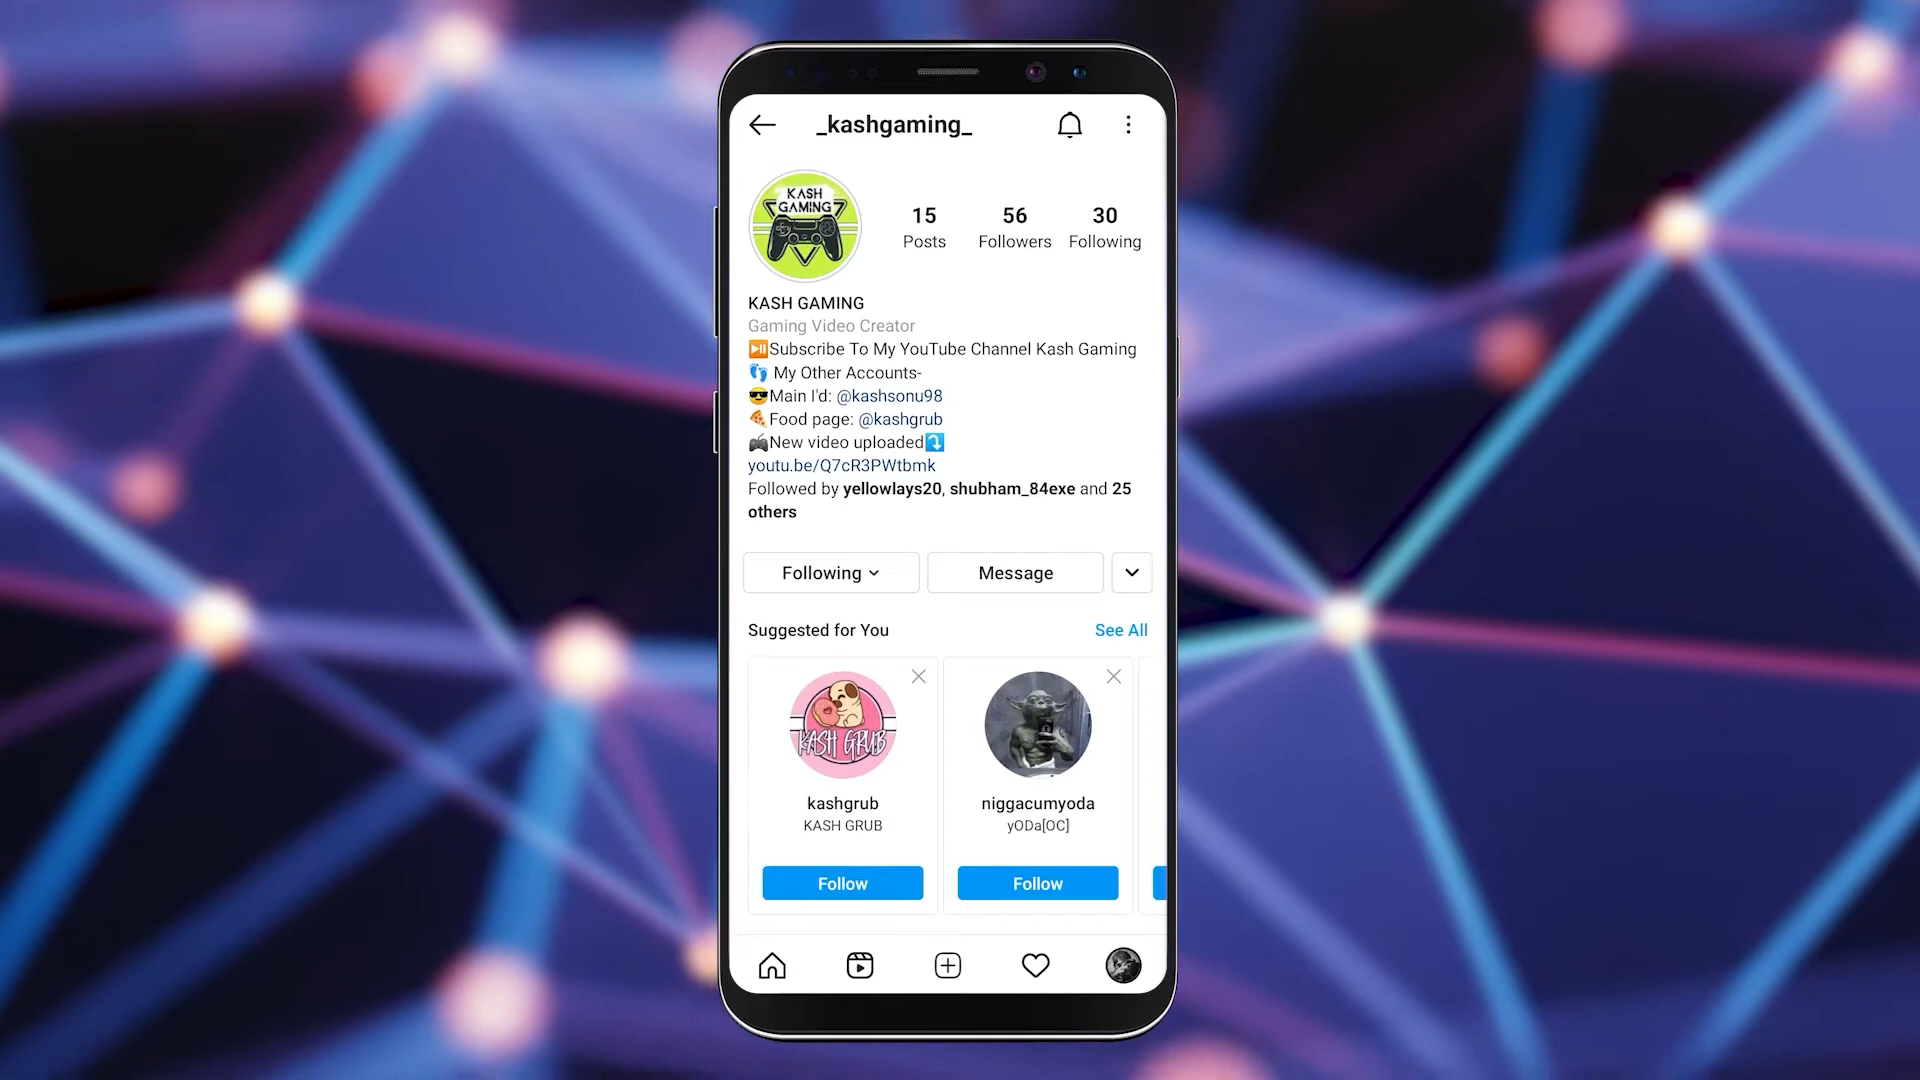 _kashgaming_
KASH
GAMING
15
Posts
56
Followers
30
Following
KASH GAMING
Gaming Video Creator
⏯Subscribe To My YouTube Channel Kash Gaming
👣 My Other Accounts-
😎Main I'd: @kashsonu98
🍕Food page: @kashgrub
🎮New video uploaded⤵
youtu.be/Q7cR3PWtbmk
Followed by yellowlays20, shubham_84exe and 25
others
Following
Message
Suggested for You
See All
KASH GRUB
kashgrub
KASH GRUB
Follow
niggacumyoda
yODa[OC]
Follow